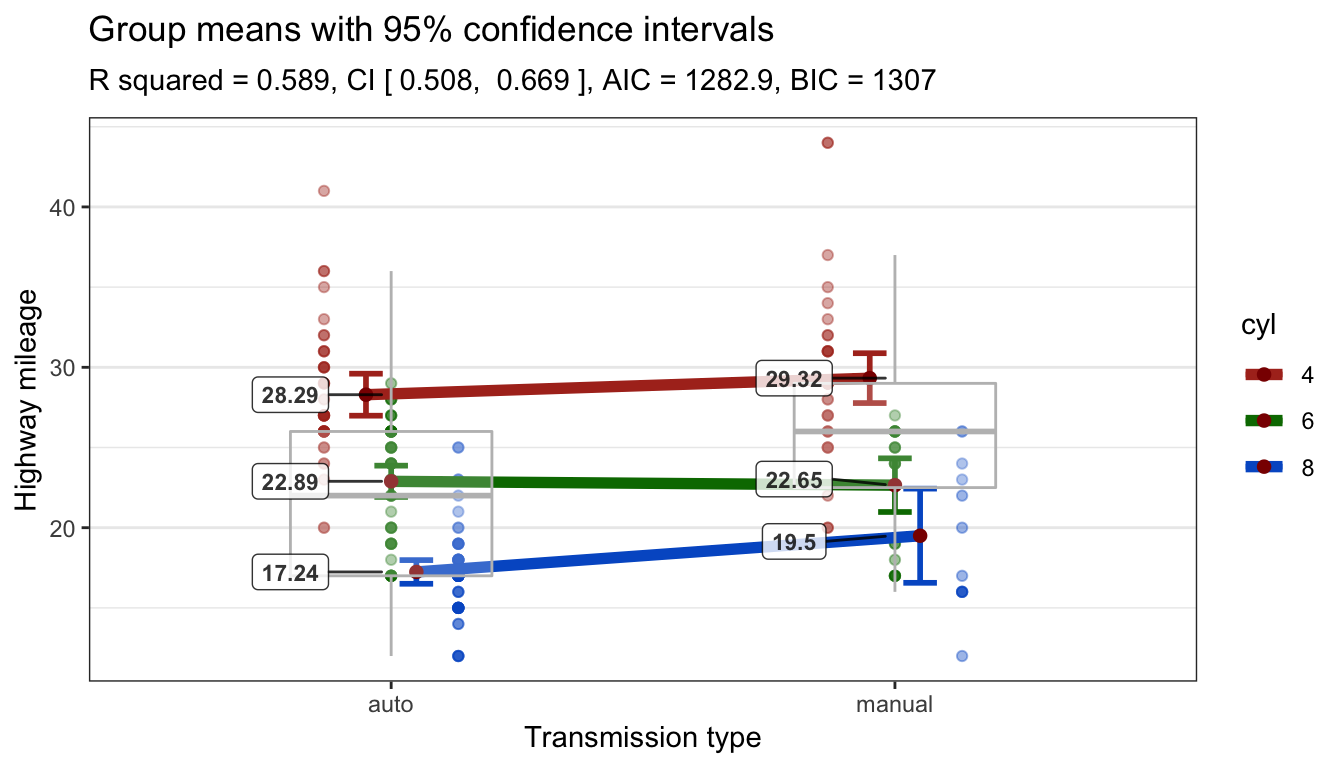 Group means with 95% confidence intervals
R squared = 0.589, CI [ 0.508,  0.669 ], AIC = 1282.9, BIC = 1307
Highway mileage
40
30
20
28.29
22.89
17.24
29.32
22.65
19.5
auto
manual
Transmission type
cyl
4
6
8